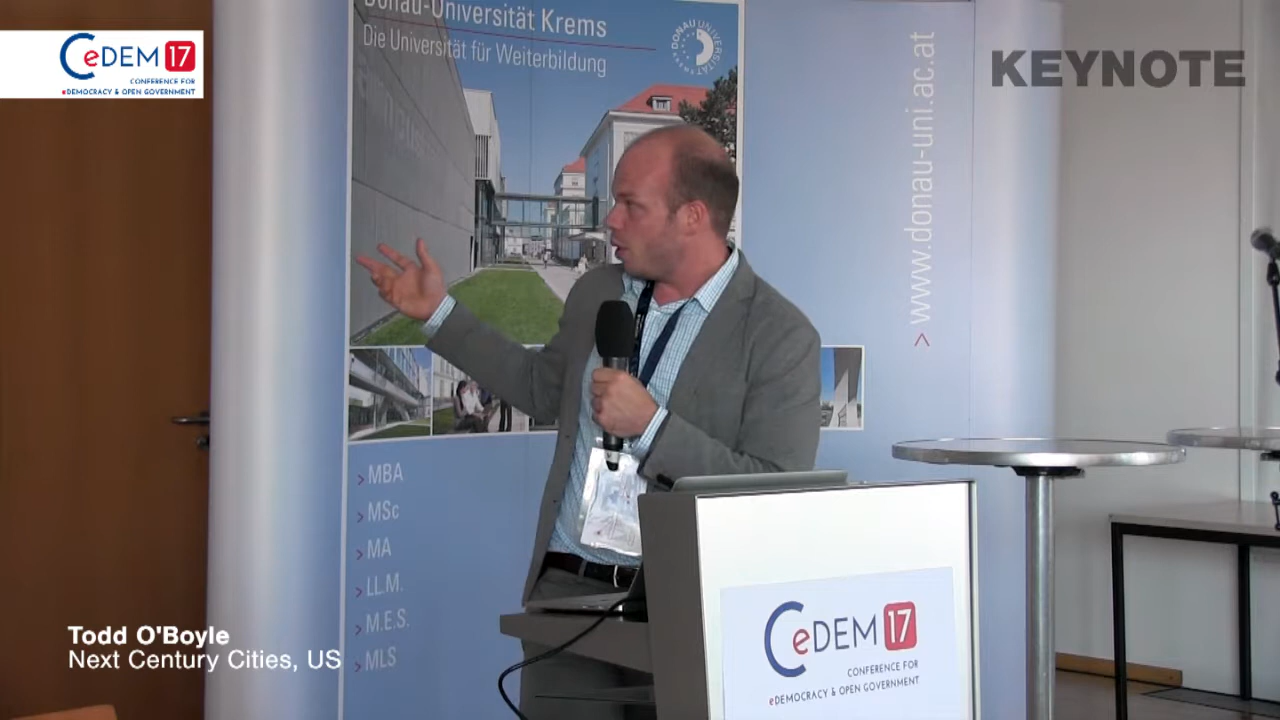 CeDEM 17
CONFERENCE FOR
eDEMOCRACY & OPEN GOVERNMENT
KEYNOTE
Donau-Universität Krems
Die Universität für Weiterbildung
DONAU UNIVERSITÄT
> www.donau-uni.ac.at
> MBA
> MSc
> MA
> LL.M.
> M.E.S.
> MLS
Todd O'Boyle
Next Century Cities, US
CeDEM 17
CONFERENCE FOR
eDEMOCRACY & OPEN GOVERNMENT